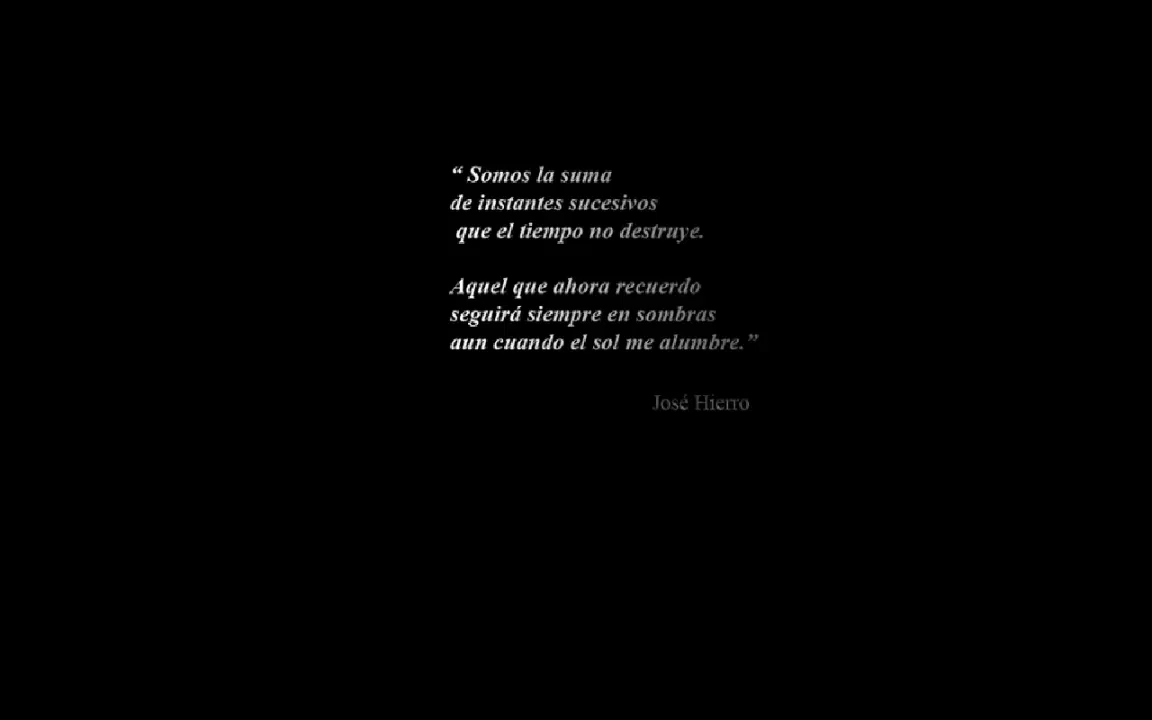 “ Somos la suma
de instantes sucesivos
que el tiempo no destruye.
Aquel que ahora recuerdo
seguirá siempre en sombras
aun cuando el sol me alumbre.”
José Hierro